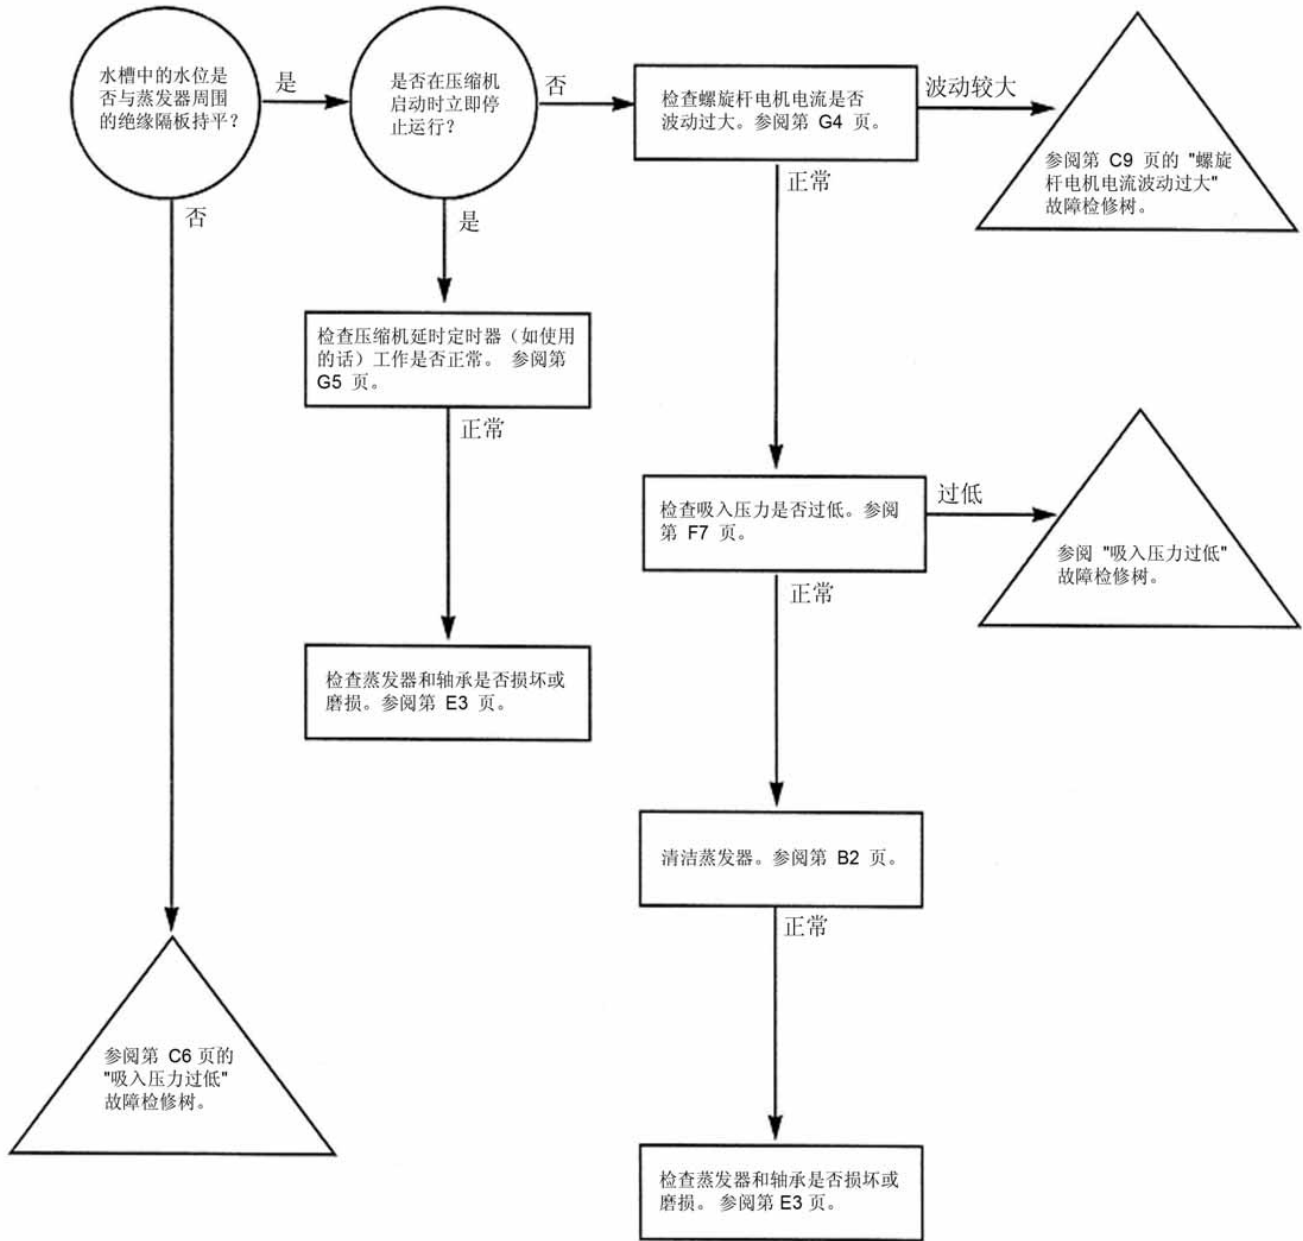 水槽中的水位是
否与蒸发器周围
的绝缘隔板持平？
是
是否在压缩机
启动时立即停
止运行？
否
检查螺旋杆电机电流是否
波动过大。参阅第 G4 页。
波动较大
参阅第 C9 页的 "螺旋
杆电机电流波动过大"
故障检修树。
否
是
正常
检查压缩机延时定时器（如使用
的话）工作是否正常。 参阅第
G5 页。
正常
检查吸入压力是否过低。参阅
第 F7 页。
过低
参阅 "吸入压力过低"
故障检修树。
正常
检查蒸发器和轴承是否损坏或
磨损。参阅第 E3 页。
清洁蒸发器。参阅第 B2 页。
正常
参阅第 C6 页的
"吸入压力过低"
故障检修树。
检查蒸发器和轴承是否损坏或
磨损。 参阅第 E3 页。